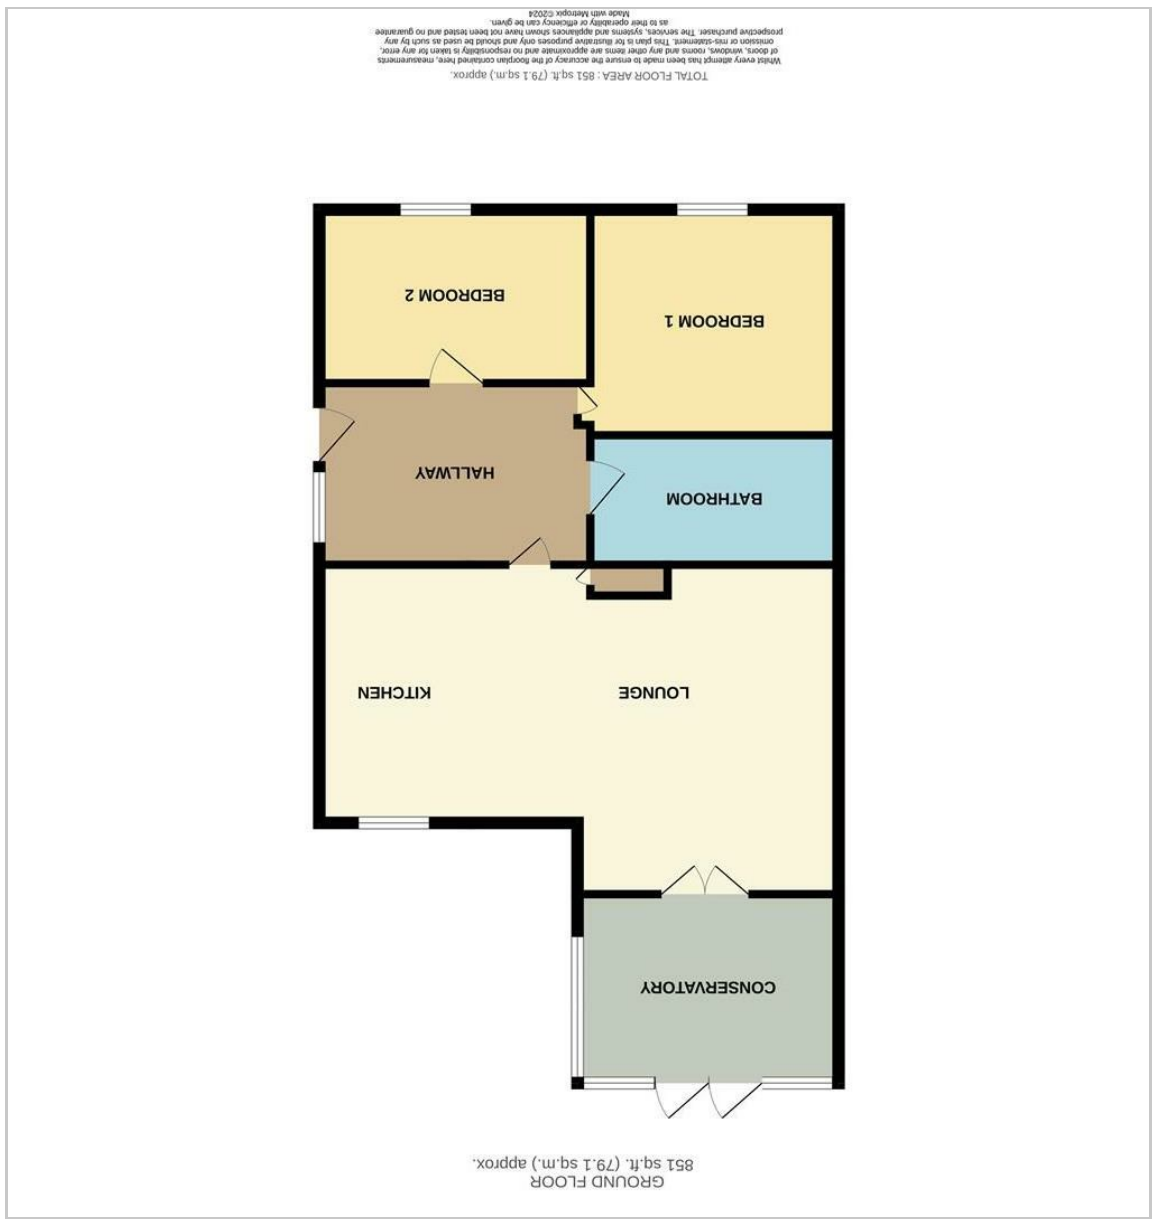 GROUND FLOOR
851 sq.ft. (79.1 sq.m.) approx.
CONSERVATORY
LOUNGE
KITCHEN
BATHROOM
HALLWAY
BEDROOM 1
BEDROOM 2
TOTAL FLOOR AREA : 851 sq.ft. (79.1 sq.m.) approx.
Whilst every attempt has been made to ensure the accuracy of the floorplan contained here, measurements
of doors, windows, rooms and any other items are approximate and no responsibility is taken for any error,
omission or mis-statement. This plan is for illustrative purposes only and should be used as such by any
prospective purchaser. The services, systems and appliances shown have not been tested and no guarantee
as to their operability or efficiency can be given.
Made with Metropix ©2024